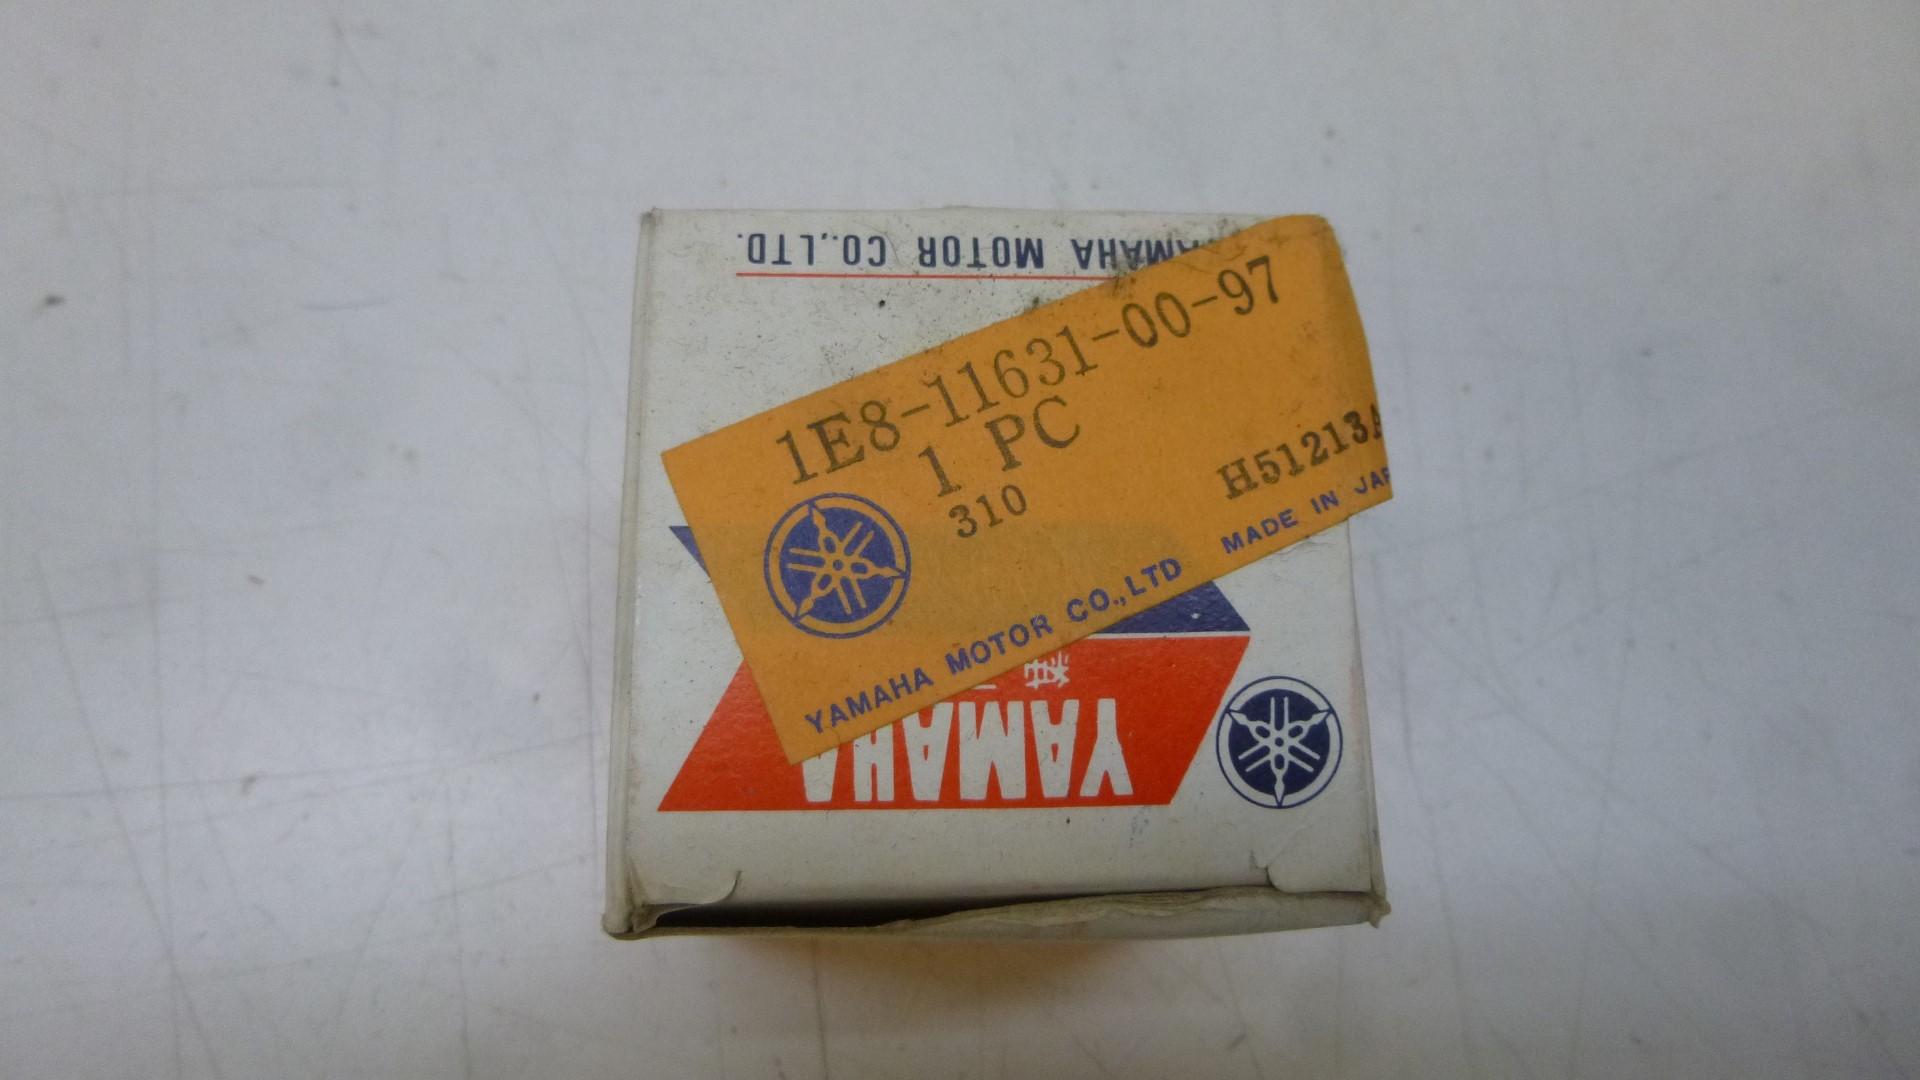 YAMAHA MOTOR CO.,LTD.
1E8-11631-00-97
1 PC
310
H51213A
YAMAHA MOTOR CO.,LTD MADE IN JAP
YAMAHA